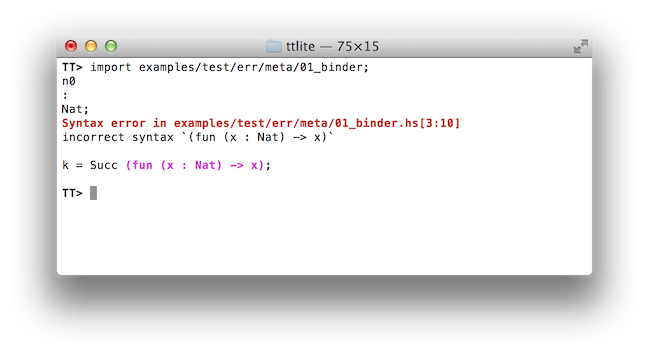 ttlite — 75×15
TT> import examples/test/err/meta/01_binder;
n0
:
Nat;
Syntax error in examples/test/err/meta/01_binder.hs[3:10]
incorrect syntax `(fun (x : Nat) -> x)`
k = Succ (fun (x : Nat) -> x);
TT>